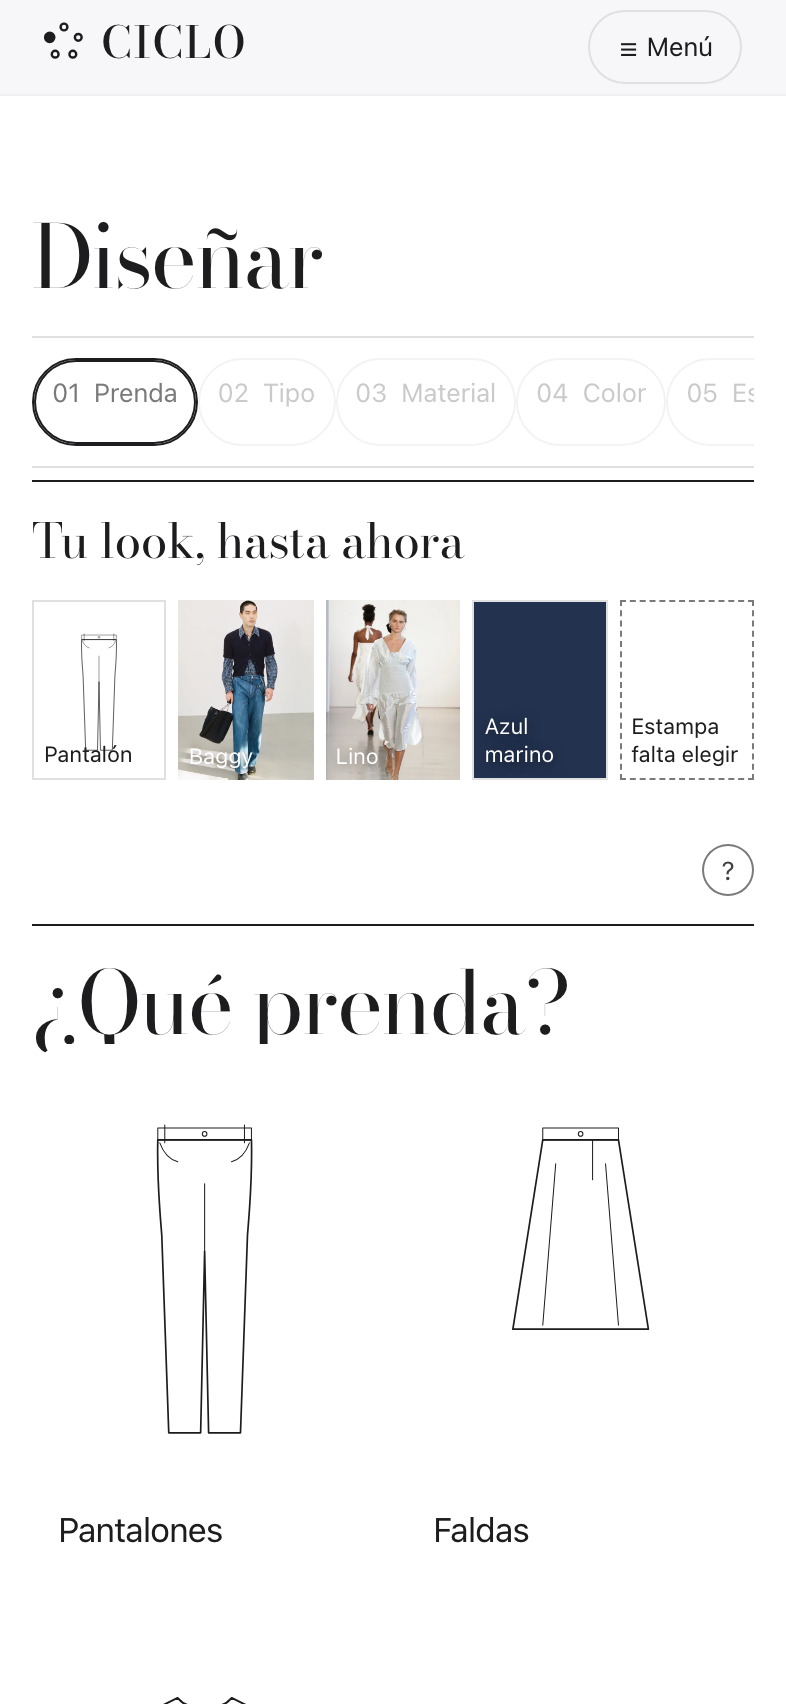 CICLO
≡ Menú
Diseñar
01 Prenda
02 Tipo
03 Material
04 Color
05 Es
Tu look, hasta ahora
Pantalón
Baggy
Lino
Azul
marino
Estampa
falta elegir
?
¿Qué prenda?
Pantalones
Faldas